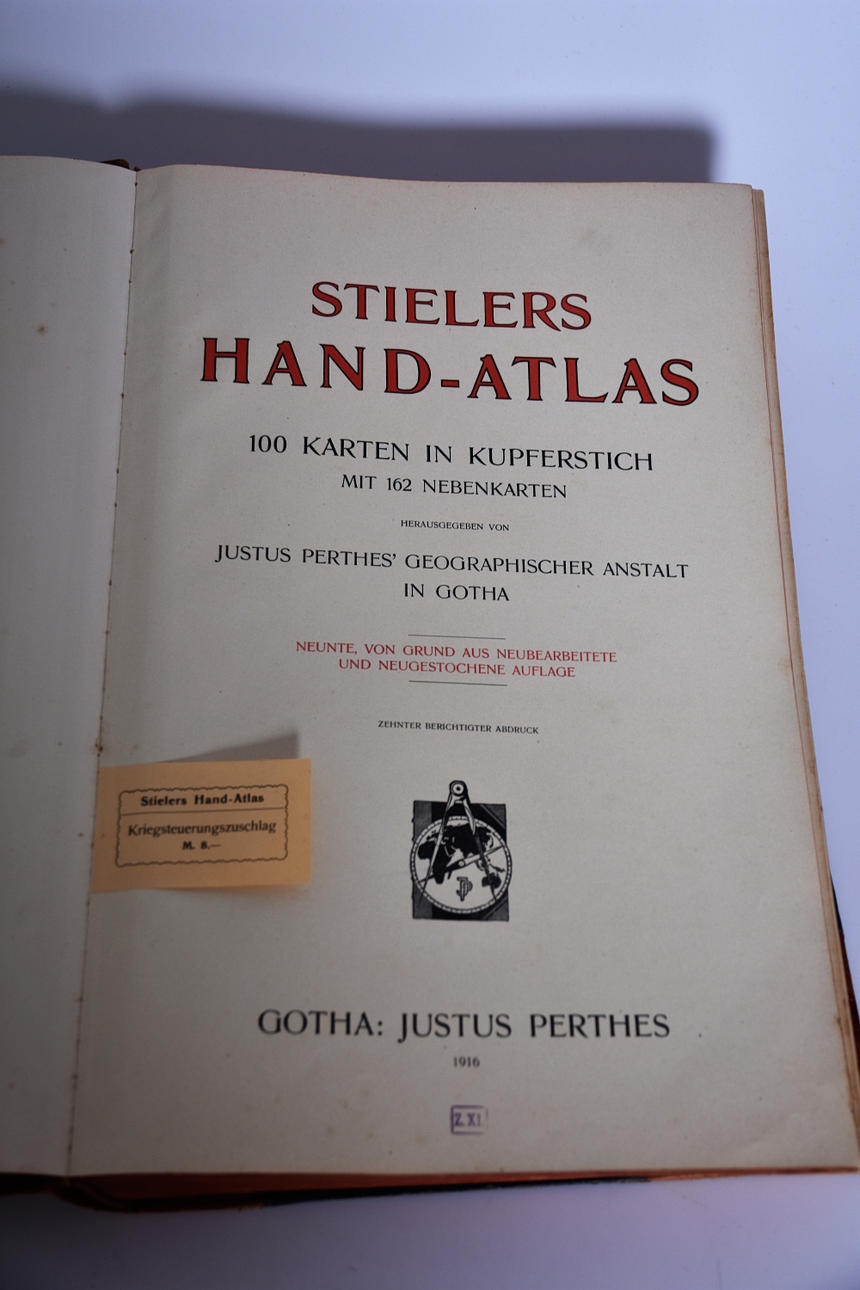 STIELERS
HAND-ATLAS
100 KARTEN IN KUPFERSTICH
MIT 162 NEBENKARTEN
HERAUSGEGEBEN VON
JUSTUS PERTHES' GEOGRAPHISCHER ANSTALT
IN GOTHA
NEUNTE, VON GRUND AUS NEUBEARBEITETE
UND NEUGESTOCHENE AUFLAGE
ZEHNTER BERICHTIGTER ABDRUCK
Stielers Hand-Atlas
Kriegsteuerungszuschlag
M. 8.—
JP
GOTHA: JUSTUS PERTHES
1916
Z. XI.